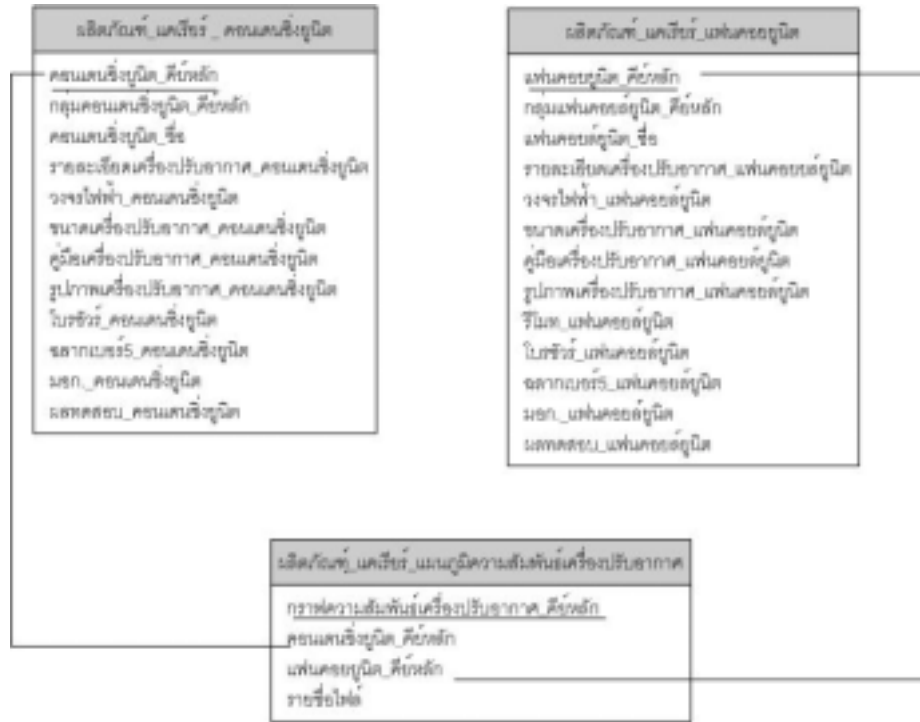 ผลิตภัณฑ์_แคเรียร์_คอนเดนซิ่งยูนิต
คอนเดนซิ่งยูนิต_คีย์หลัก
กลุ่มคอนเดนซิ่งยูนิต_คีย์หลัก
คอนเดนซิ่งยูนิต_ชื่อ
รายละเอียดเครื่องปรับอากาศ_คอนเดนซิ่งยูนิต
วงจรไฟฟ้า_คอนเดนซิ่งยูนิต
ขนาดเครื่องปรับอากาศ_คอนเดนซิ่งยูนิต
คู่มือเครื่องปรับอากาศ_คอนเดนซิ่งยูนิต
รูปภาพเครื่องปรับอากาศ_คอนเดนซิ่งยูนิต
โบรชัวร์_คอนเดนซิ่งยูนิต
ฉลากเบอร์5_คอนเดนซิ่งยูนิต
มอก._คอนเดนซิ่งยูนิต
ผลทดสอบ_คอนเดนซิ่งยูนิต
ผลิตภัณฑ์_แคเรียร์_แฟนคอยยูนิต
แฟนคอยยูนิต_คีย์หลัก
กลุ่มแฟนคอยล์ยูนิต_คีย์หลัก
แฟนคอยล์ยูนิต_ชื่อ
รายละเอียดเครื่องปรับอากาศ_แฟนคอยยล์ยูนิต
วงจรไฟฟ้า_แฟนคอยล์ยูนิต
ขนาดเครื่องปรับอากาศ_แฟนคอยล์ยูนิต
คู่มือเครื่องปรับอากาศ_แฟนคอยล์ยูนิต
รูปภาพเครื่องปรับอากาศ_แฟนคอยล์ยูนิต
รีโมท_แฟนคอยล์ยูนิต
โบรชัวร์_แฟนคอยล์ยูนิต
ฉลากเบอร์5_แฟนคอยล์ยูนิต
มอก._แฟนคอยล์ยูนิต
ผลทดสอบ_แฟนคอยล์ยูนิต
ผลิตภัณฑ์_แคเรียร์_แผนภูมิความสัมพันธ์เครื่องปรับอากาศ
กราฟความสัมพันธ์เครื่องปรับอากาศ_คีย์หลัก
คอนเดนซิ่งยูนิต_คีย์หลัก
แฟนคอยยูนิต_คีย์หลัก
รายชื่อไฟล์